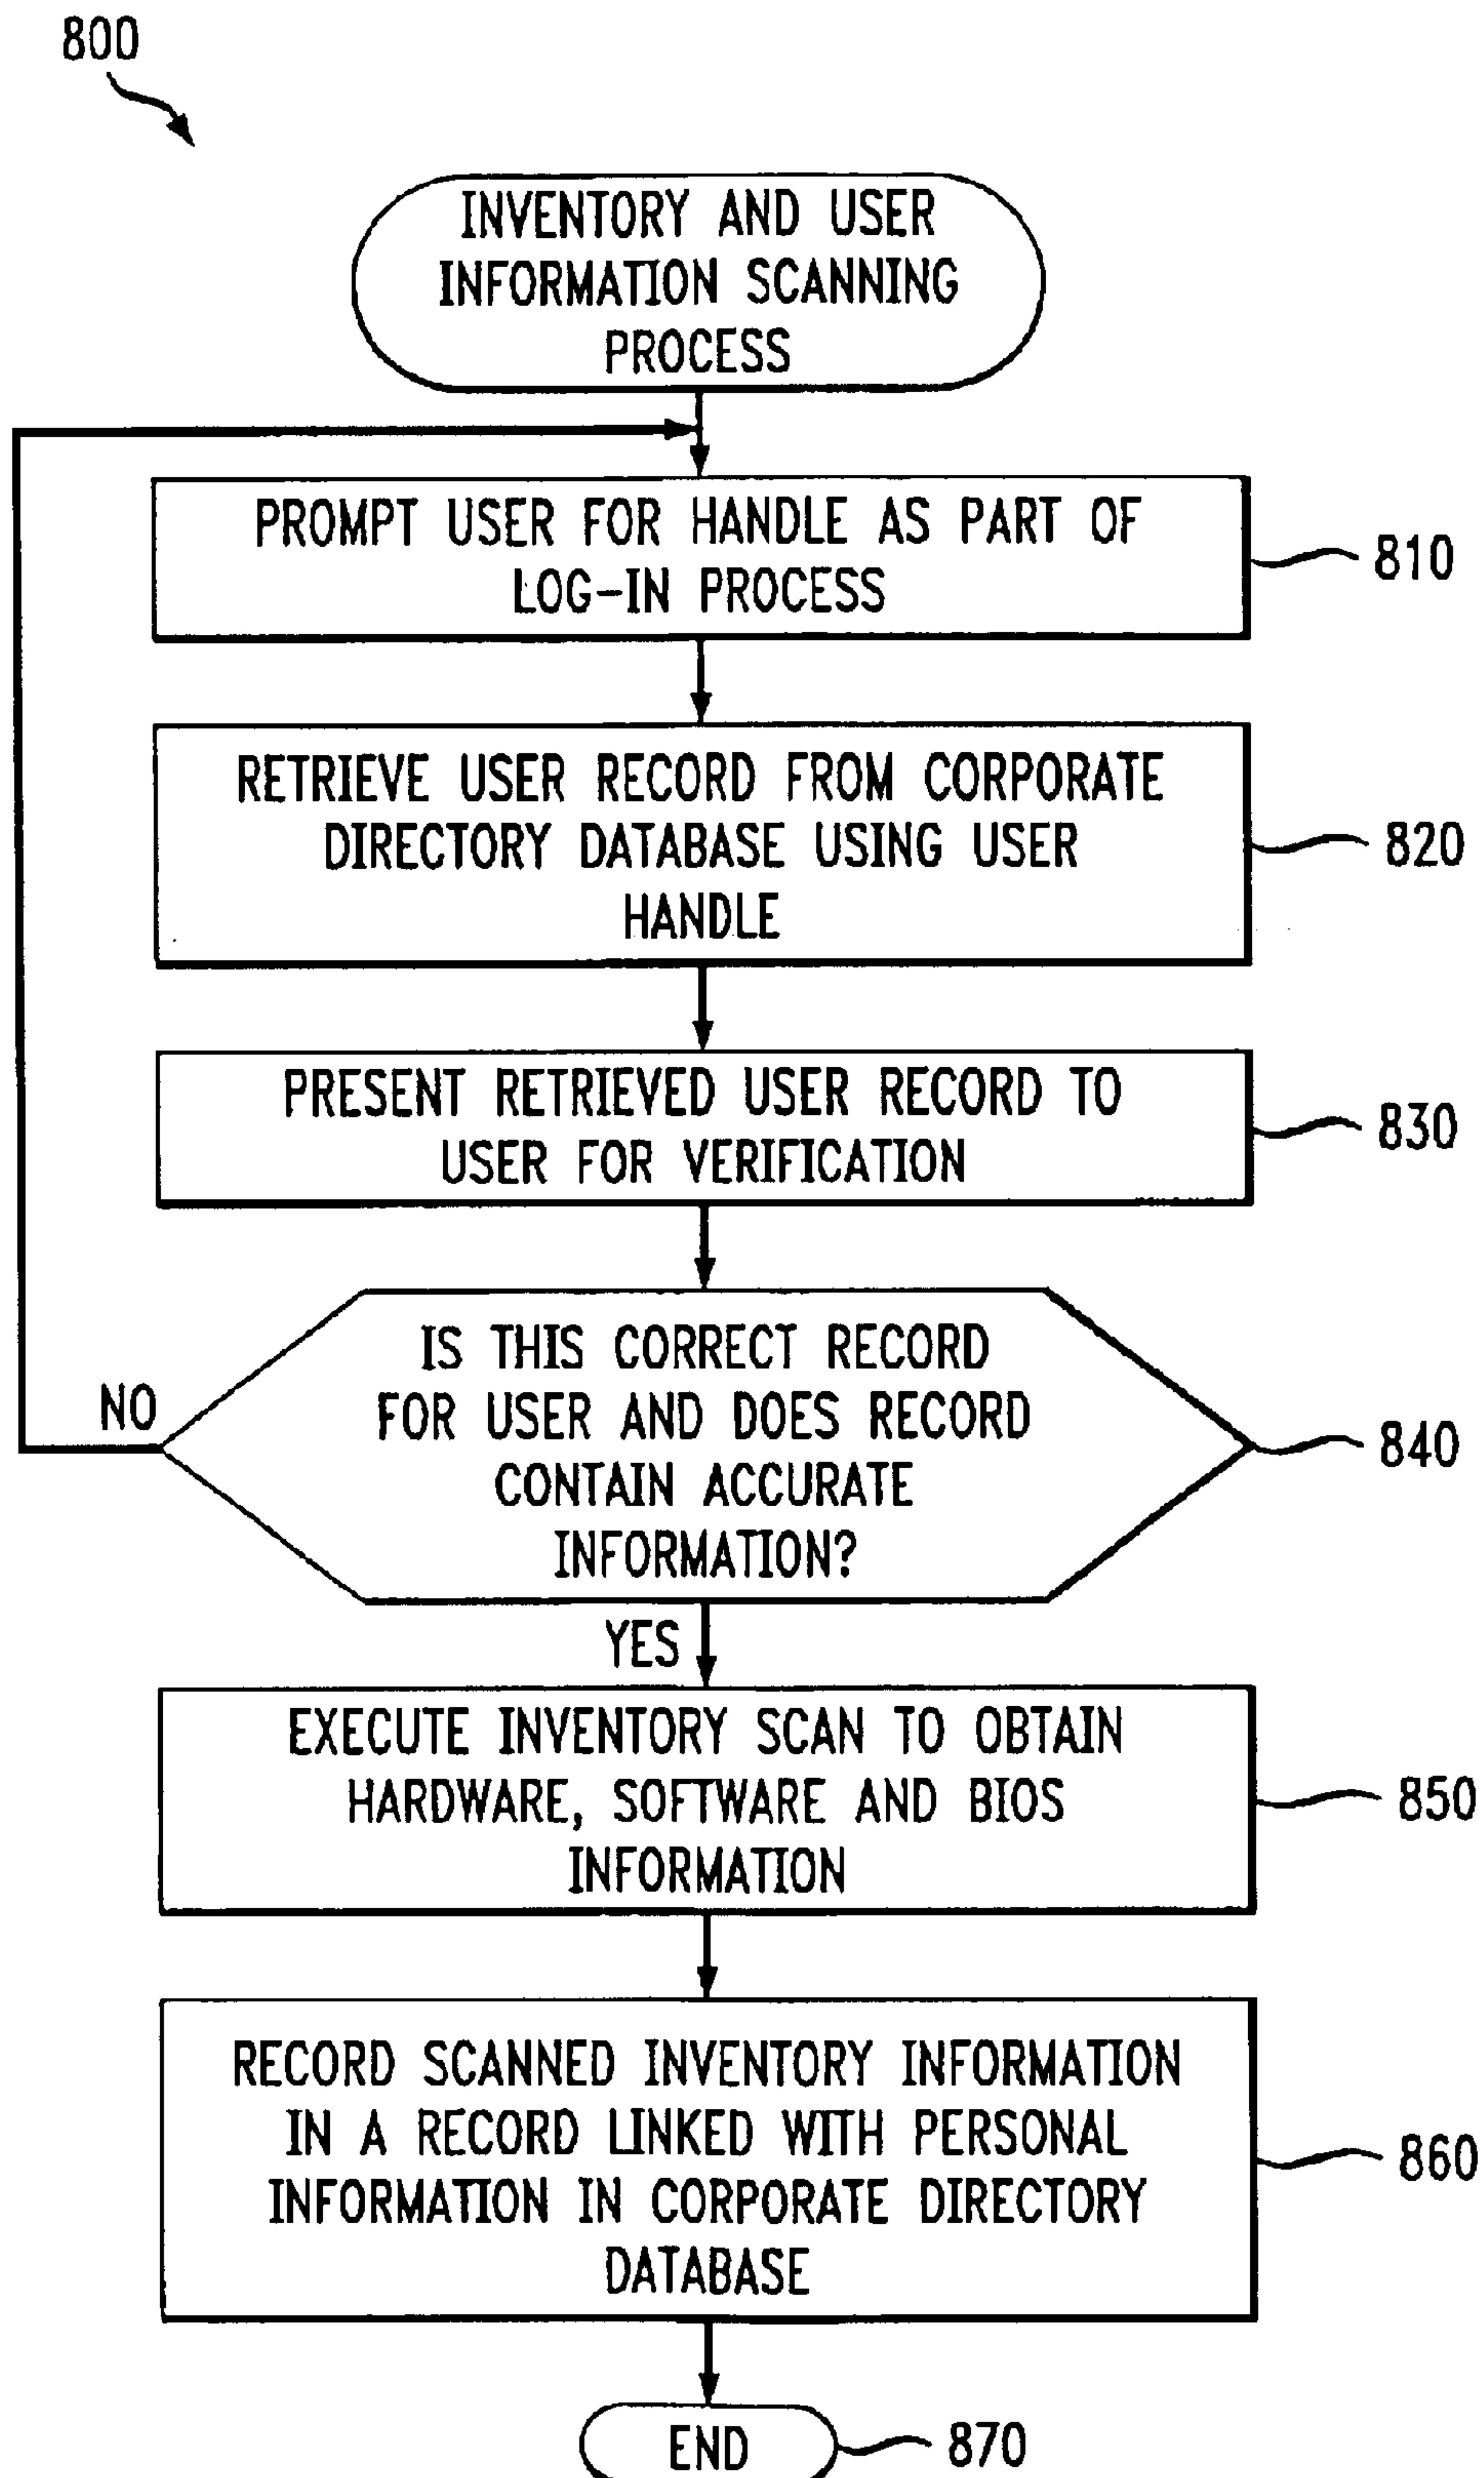 800
INVENTORY AND USER
INFORMATION SCANNING
PROCESS
PROMPT USER FOR HANDLE AS PART OF
LOG-IN PROCESS
810
RETRIEVE USER RECORD FROM CORPORATE
DIRECTORY DATABASE USING USER
HANDLE
820
PRESENT RETRIEVED USER RECORD TO
USER FOR VERIFICATION
830
IS THIS CORRECT RECORD
FOR USER AND DOES RECORD
CONTAIN ACCURATE
INFORMATION?
840
NO
YES
EXECUTE INVENTORY SCAN TO OBTAIN
HARDWARE, SOFTWARE AND BIOS
INFORMATION
850
RECORD SCANNED INVENTORY INFORMATION
IN A RECORD LINKED WITH PERSONAL
INFORMATION IN CORPORATE DIRECTORY
DATABASE
860
END
870